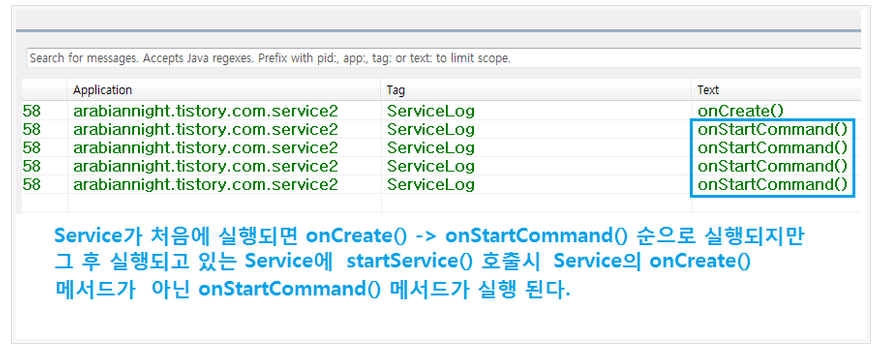 Search for messages. Accepts Java regexes. Prefix with pid:, app:, tag: or text: to limit scope.
Application Tag Text
58 arabiannight.tistory.com.service2 ServiceLog onCreate()
58 arabiannight.tistory.com.service2 ServiceLog onStartCommand()
58 arabiannight.tistory.com.service2 ServiceLog onStartCommand()
58 arabiannight.tistory.com.service2 ServiceLog onStartCommand()
58 arabiannight.tistory.com.service2 ServiceLog onStartCommand()
Service가 처음에 실행되면 onCreate() -> onStartCommand() 순으로 실행되지만
그 후 실행되고 있는 Service에 startService() 호출시 Service의 onCreate()
메서드가 아닌 onStartCommand() 메서드가 실행 된다.